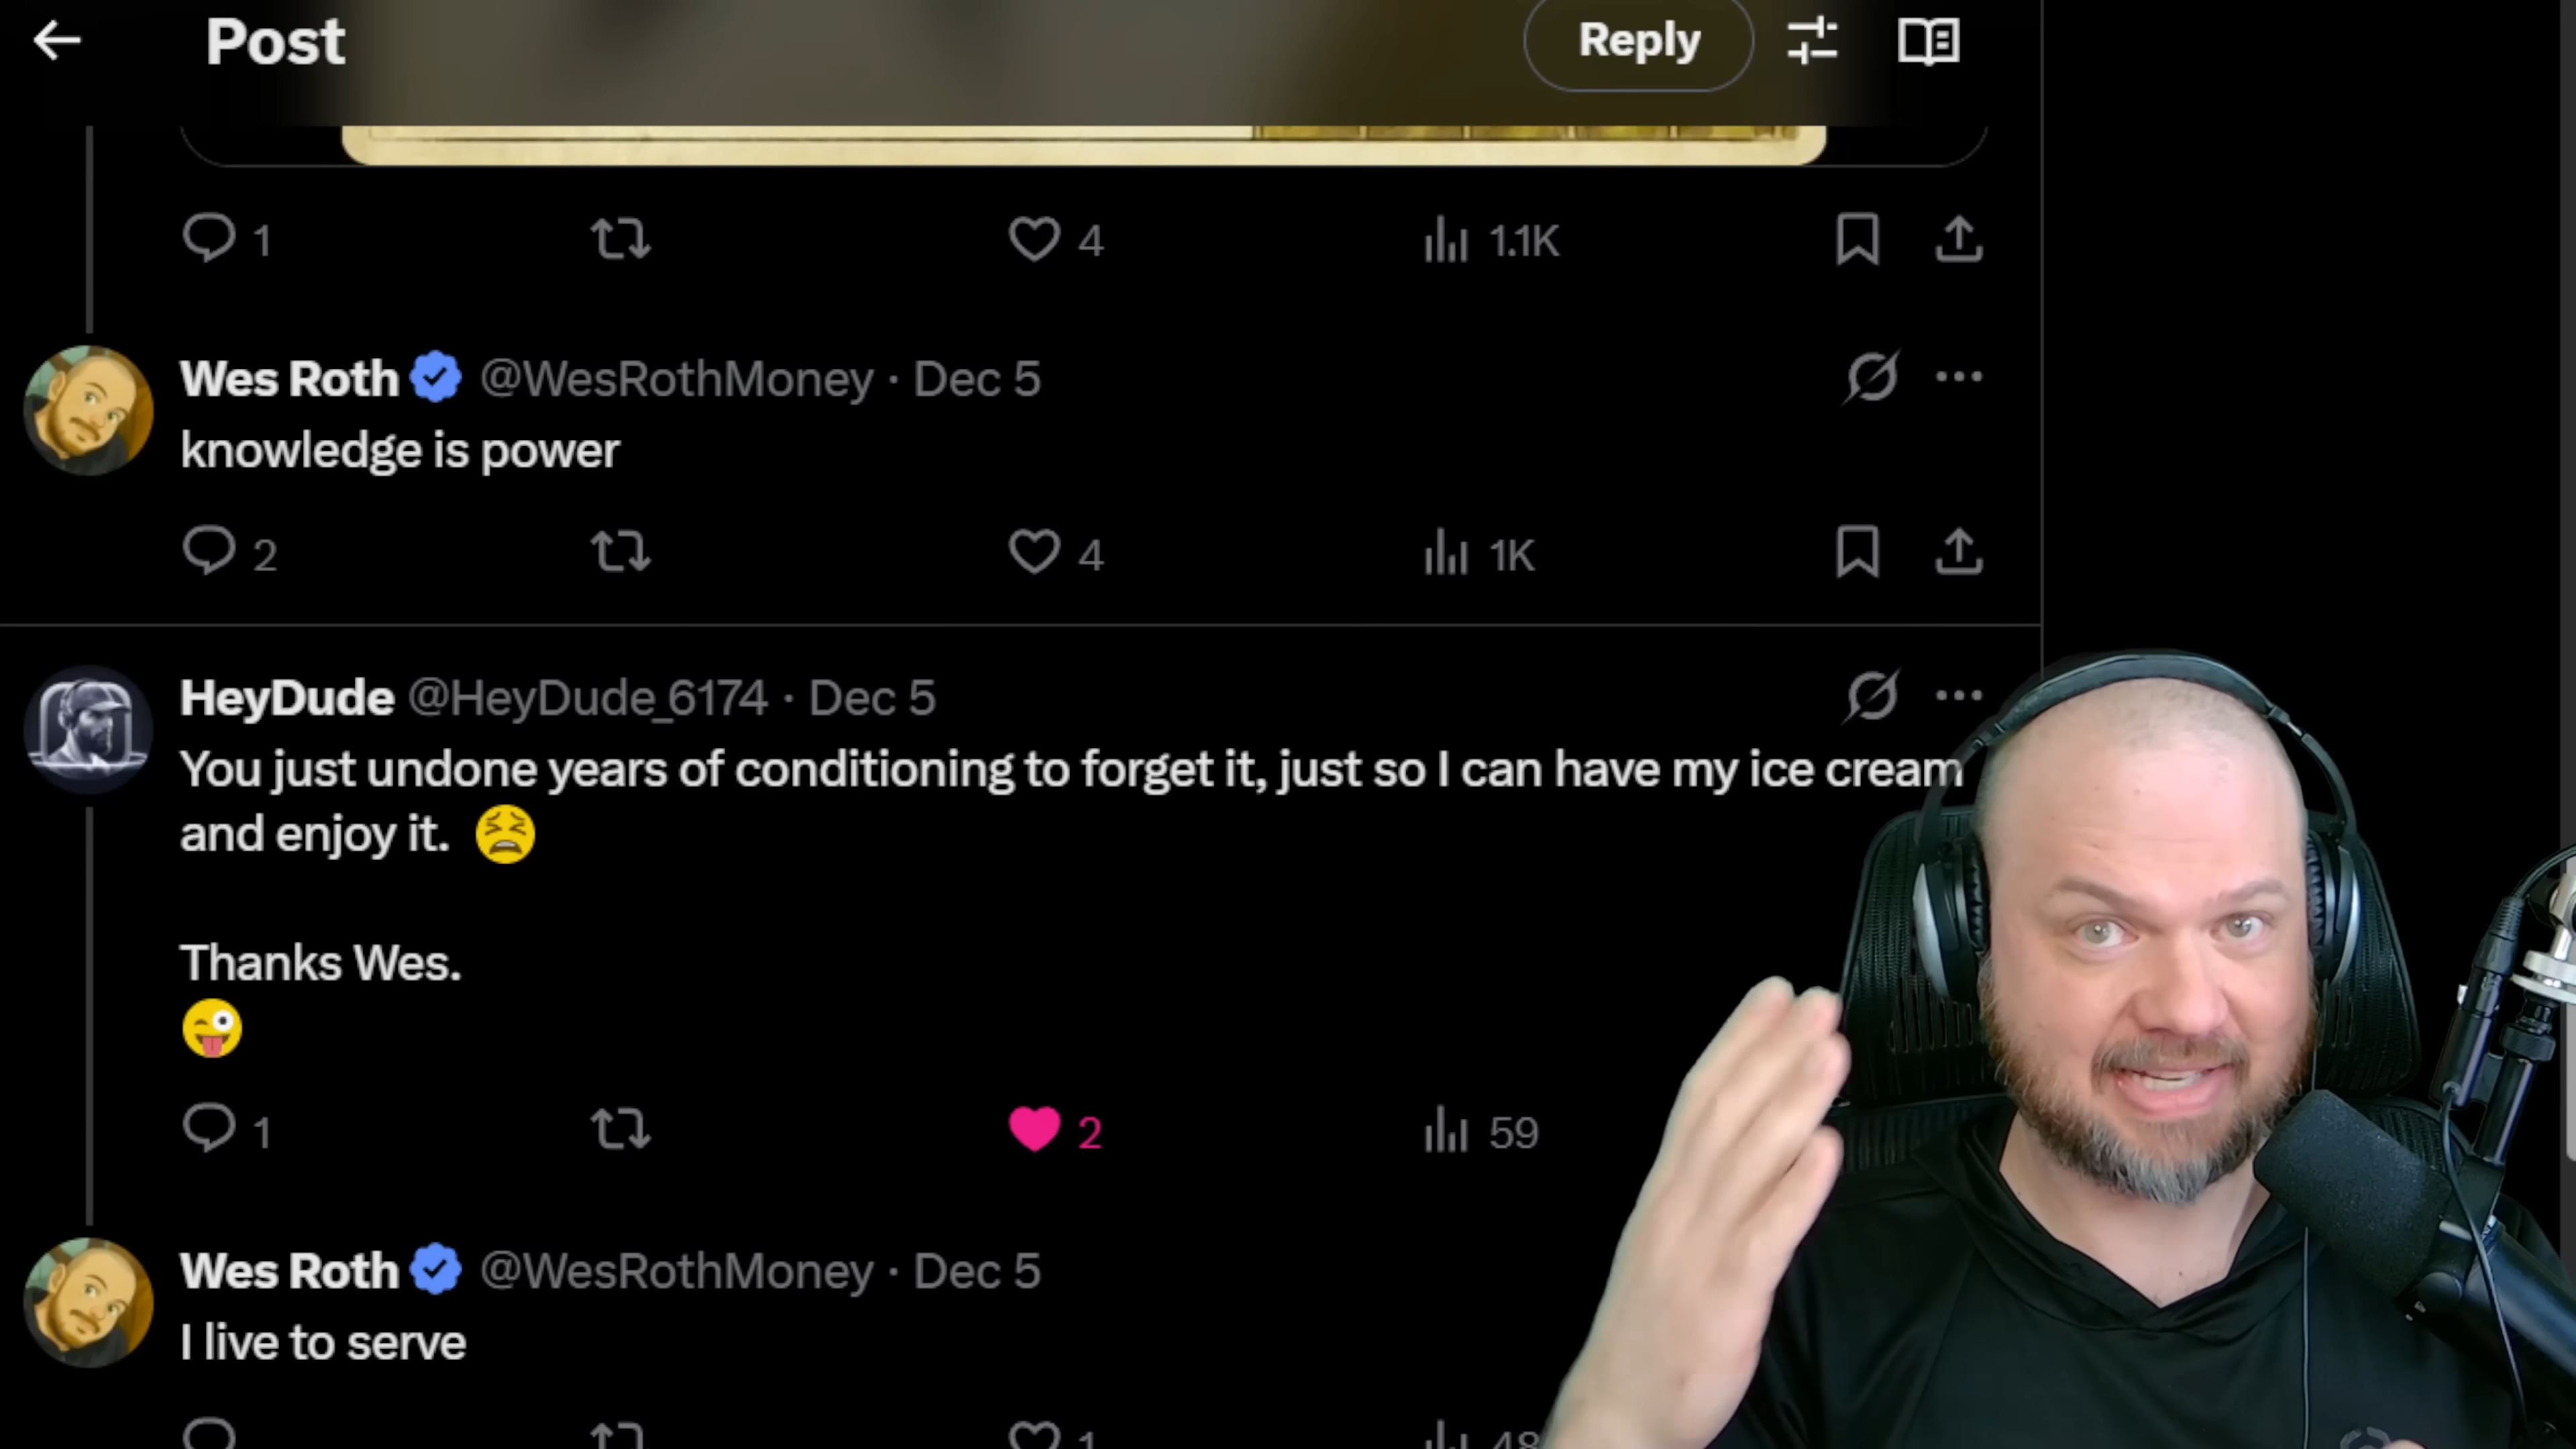 Post
Reply
1
4
1.1K
Wes Roth @WesRothMoney · Dec 5
knowledge is power
2
4
1K
HeyDude @HeyDude_6174 · Dec 5
You just undone years of conditioning to forget it, just so I can have my ice cream
and enjoy it. 😫
Thanks Wes.
😜
1
2
59
Wes Roth @WesRothMoney · Dec 5
I live to serve
1
48